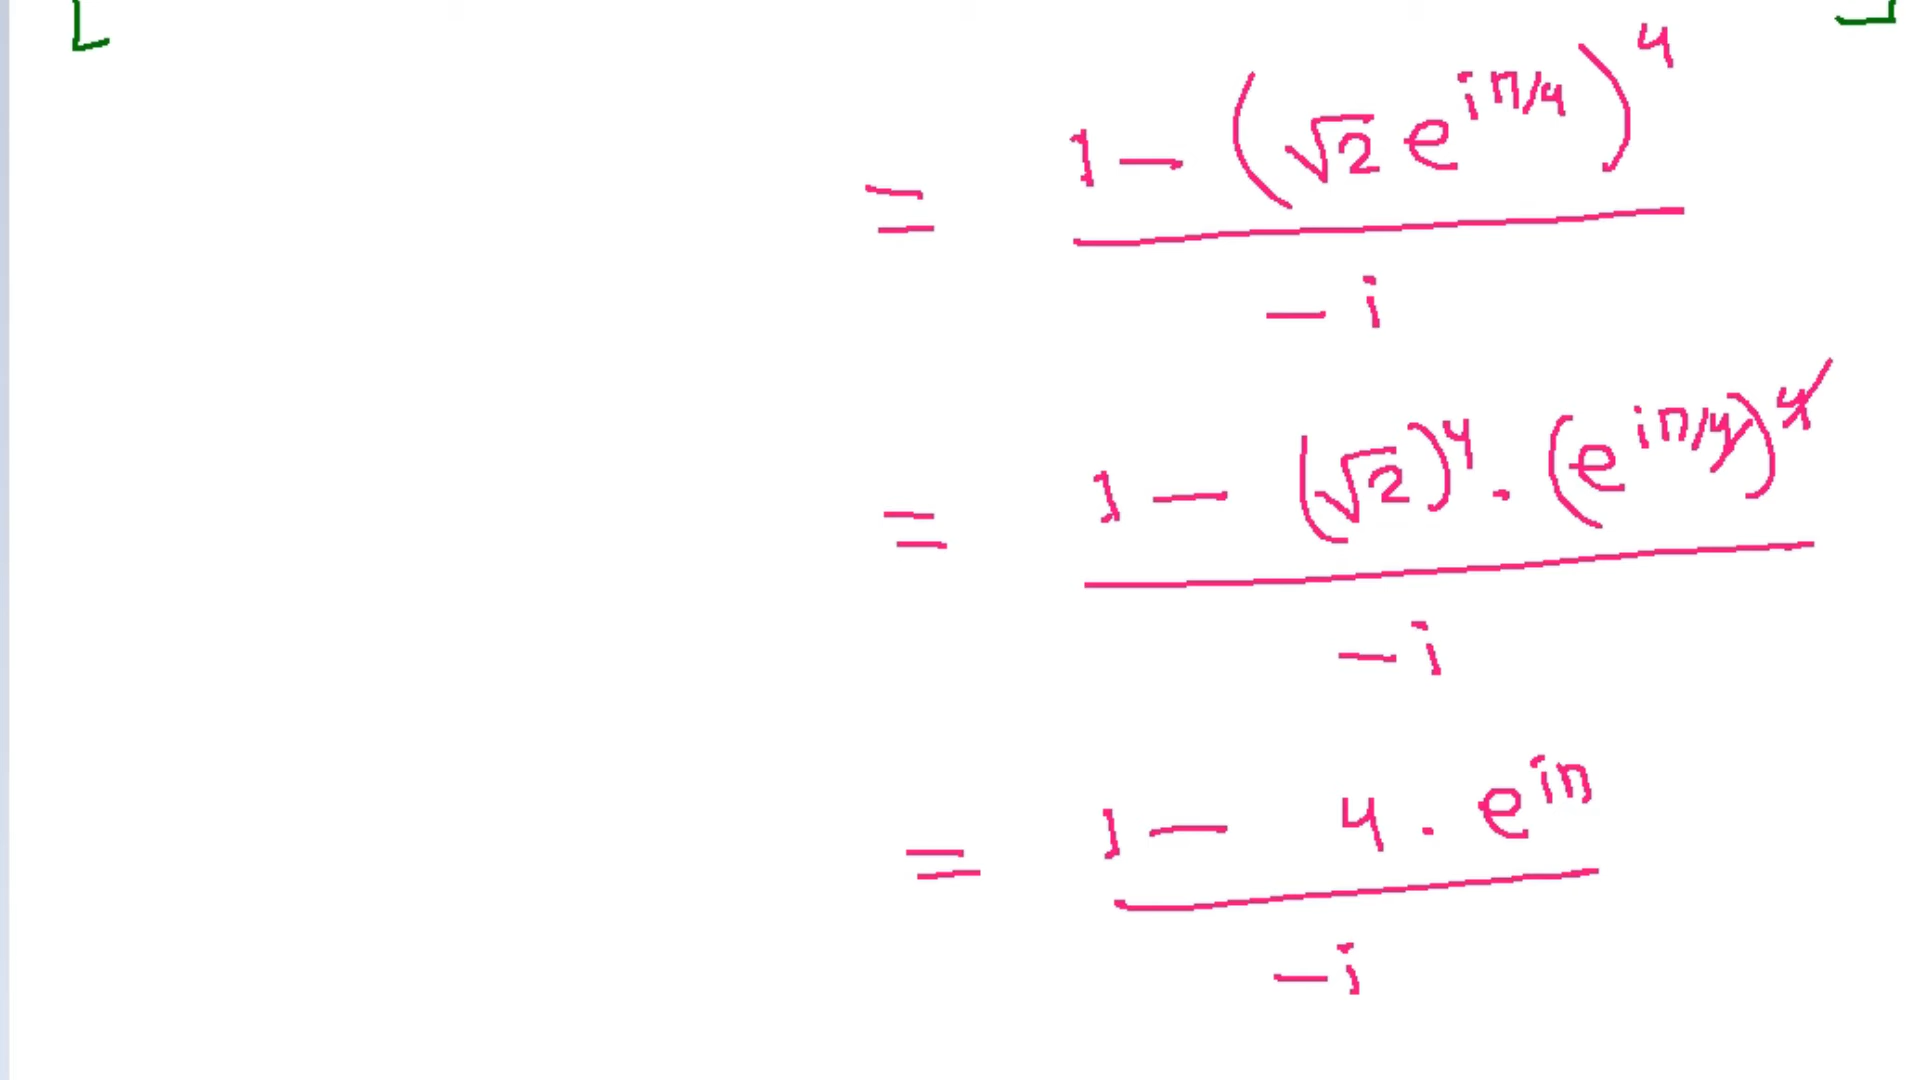 = (1 - (√2 e^{iπ/4})^4) / (-i)
= (1 - (√2)^4 · (e^{iπ/4})^4) / (-i)
= (1 - 4 · e^{iπ}) / (-i)